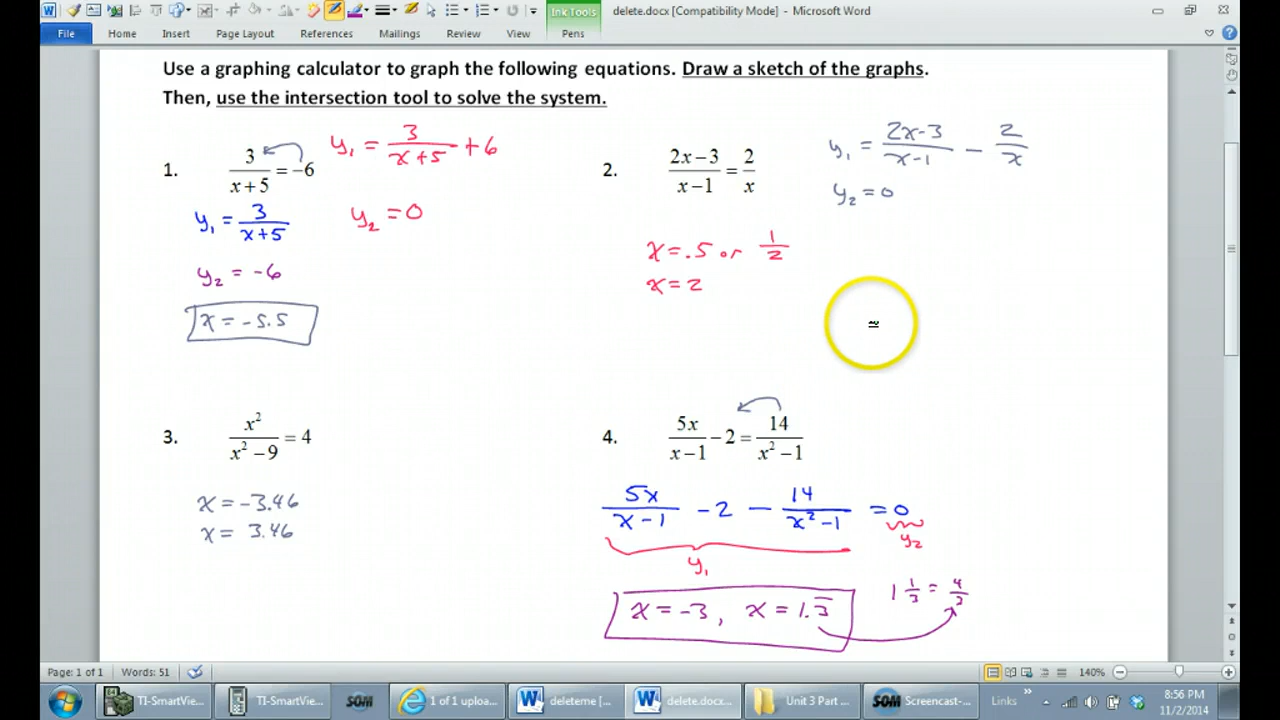 delete.docx [Compatibility Mode] - Microsoft Word
Ink Tools
File Home Insert Page Layout References Mailings Review View Pens
Use a graphing calculator to graph the following equations. Draw a sketch of the graphs.
Then, use the intersection tool to solve the system.
1. 3/(x+5) = -6
y₁ = 3/(x+5) + 6
y₂ = 0
y₁ = 3/(x+5)
y₂ = -6
x = -5.5
2. (2x-3)/(x-1) = 2/x
y₁ = (2x-3)/(x-1) - 2/x
y₂ = 0
x = .5 or 1/2
x = 2
3. x²/(x²-9) = 4
x = -3.46
x = 3.46
4. 5x/(x-1) - 2 = 14/(x²-1)
5x/(x-1) - 2 - 14/(x²-1) = 0
y₁
y₂
x = -3, x = 1.3̅
1 1/3 = 4/3
Page: 1 of 1 Words: 51 140%
TI-SmartVie... TI-SmartVie... SOM 1 of 1 uploa... deleteme [... delete.docx... Unit 3 Part ... SOM Screencast-... Links »
8:56 PM
11/2/2014